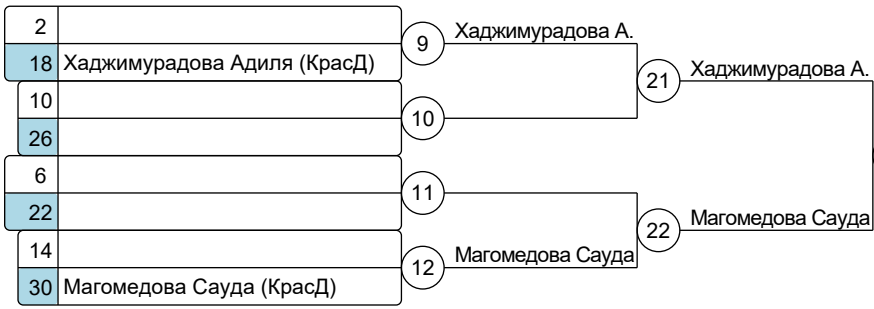 2
18 Хаджимурадова Адиля (КрасД)
10
26
6
22
14
30 Магомедова Сауда (КрасД)
9 Хаджимурадова А.
10
11
12 Магомедова Сауда
21 Хаджимурадова А.
22 Магомедова Сауда